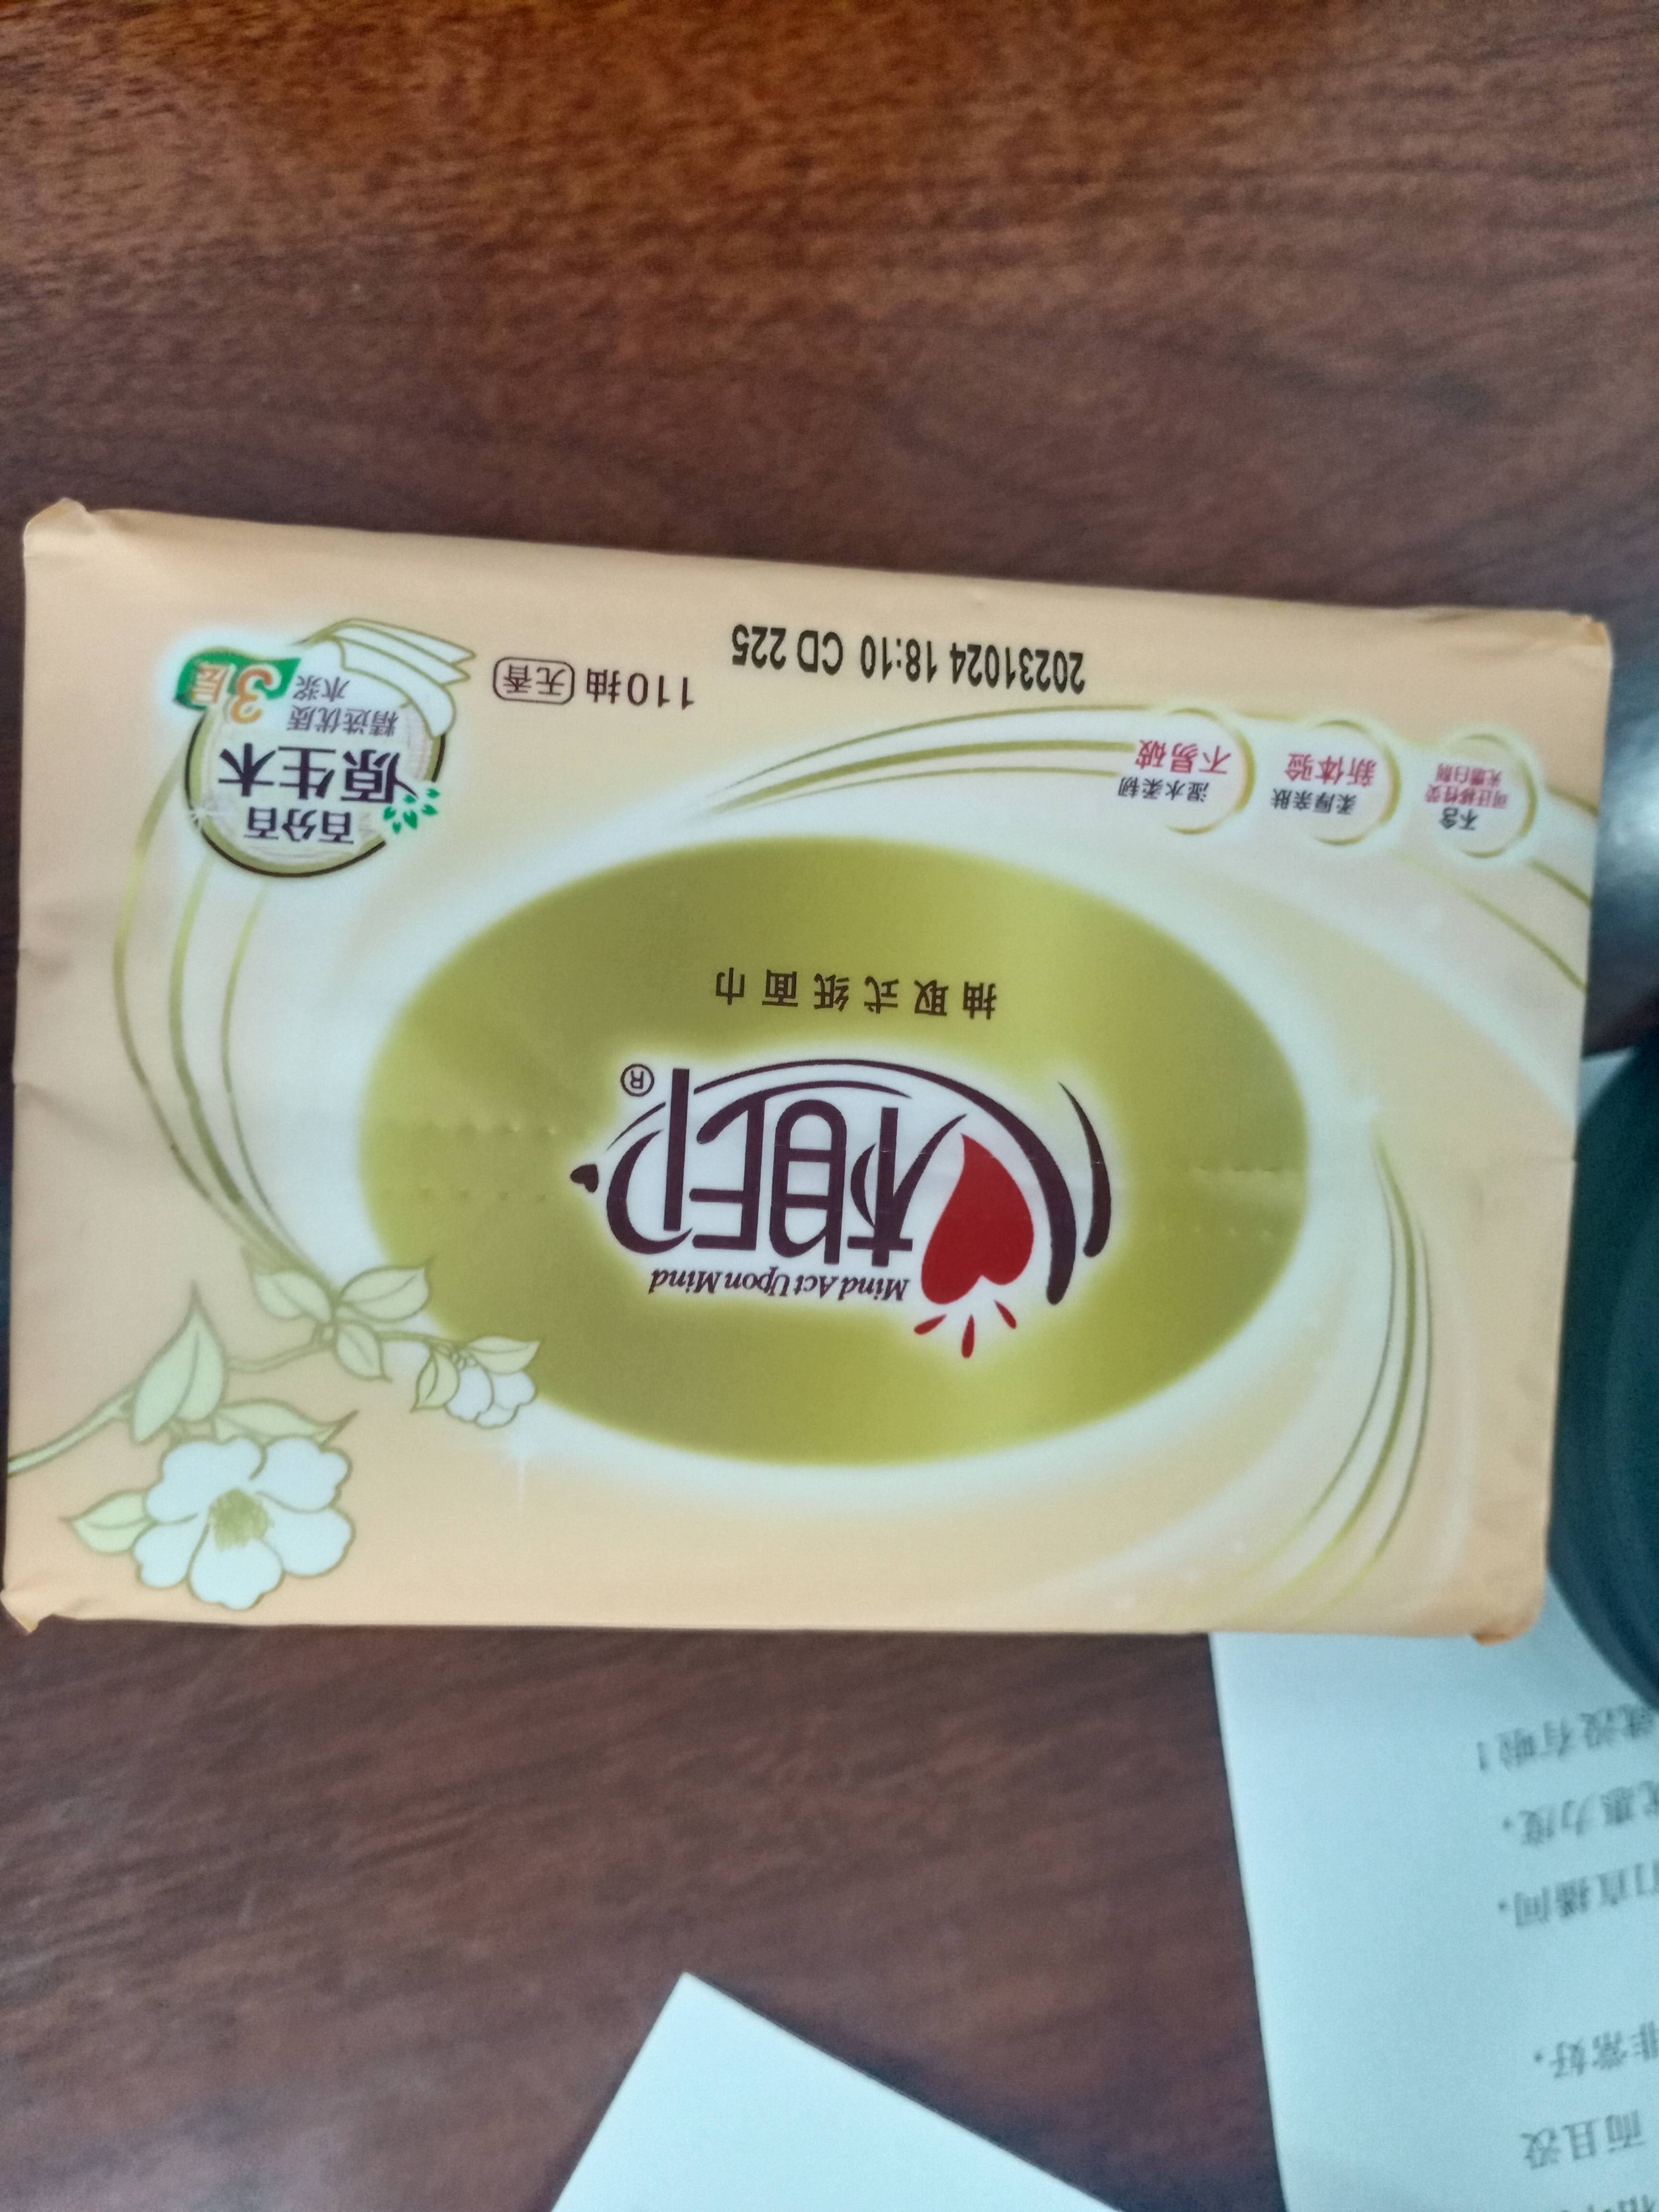 Mind Act Upon Mind
心相印®
抽取式纸面巾
不含
可迁移性荧
光增白剂
柔厚亲肤
新体验
湿水柔韧
不易破
百分百
原生木
精选优质
木浆
3层
110抽 无香
20231024 18:10 CD 225
而且没
非常好，
直播间，
惠力度，
就没有啦！